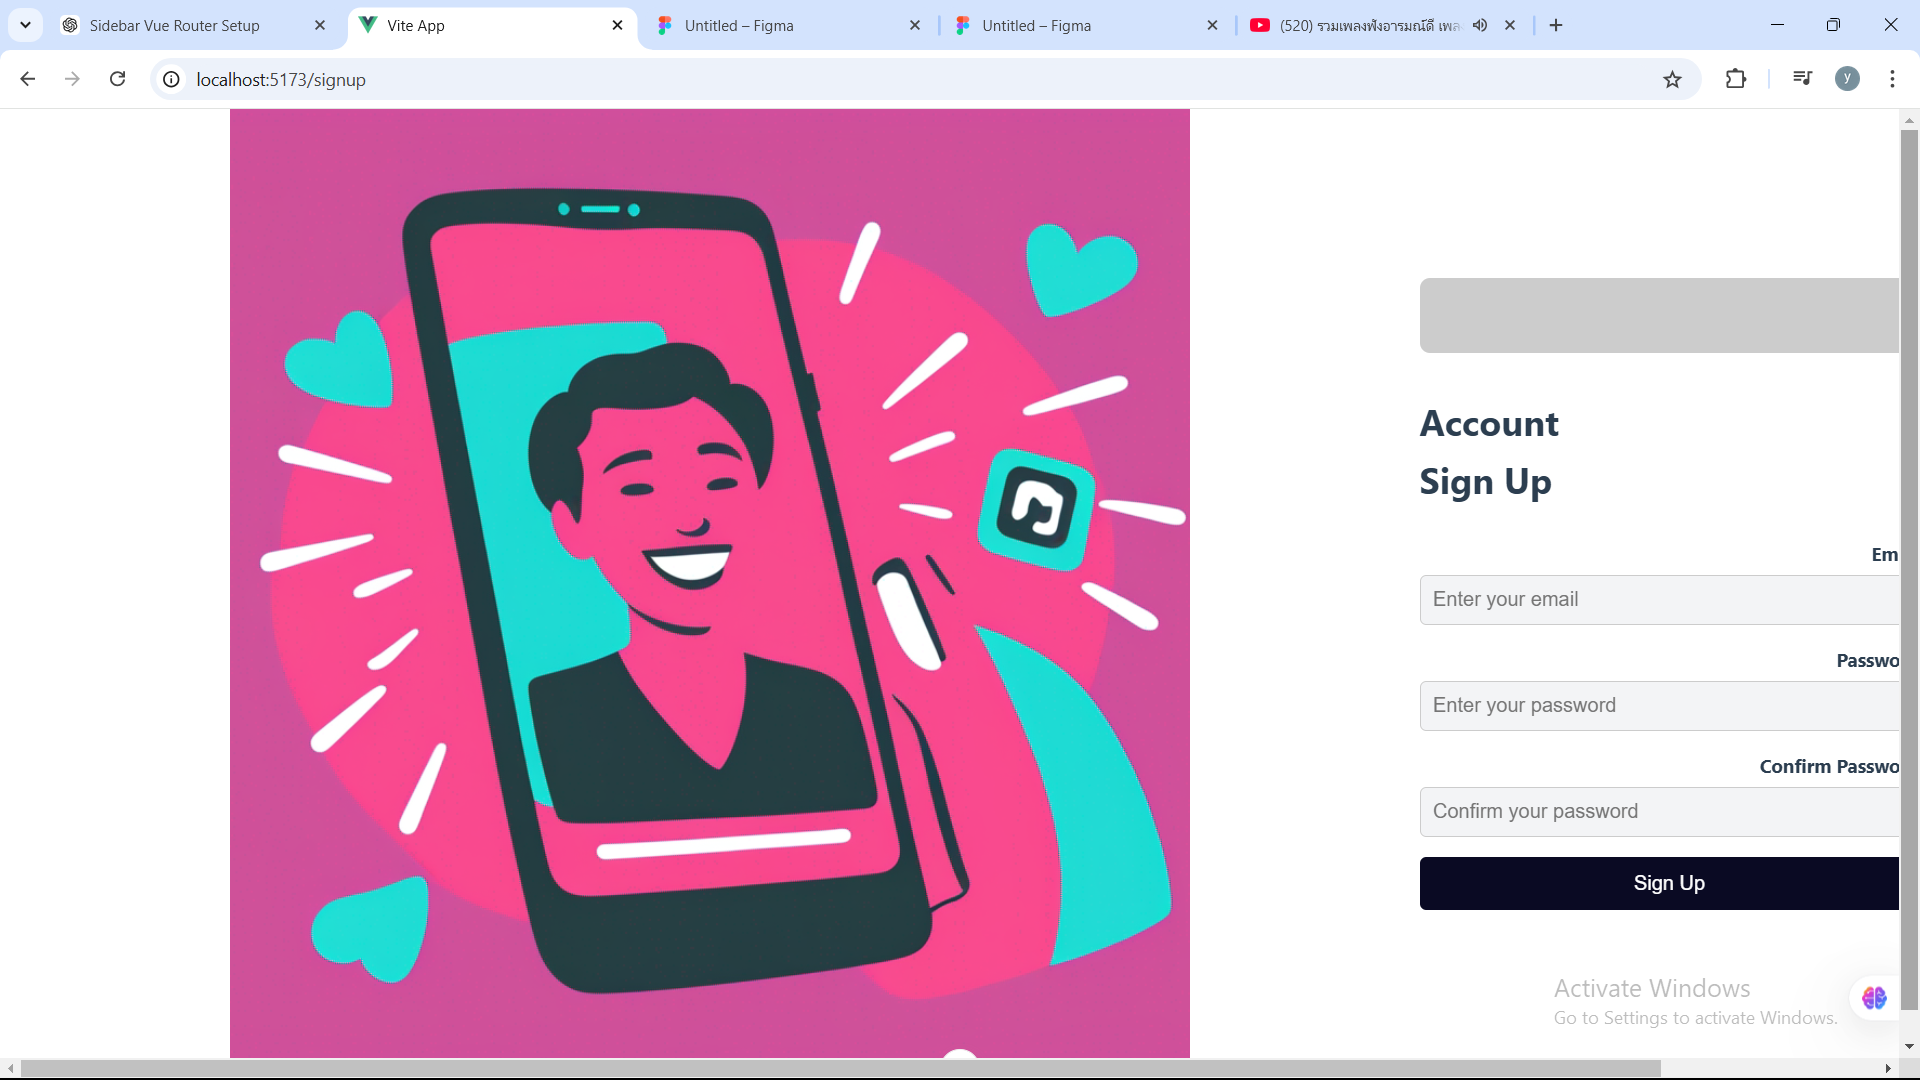 Sidebar Vue Router Setup
Vite App
Untitled – Figma
Untitled – Figma
(520) รวมเพลงฟังอารมณ์ดี เพล
localhost:5173/signup
y
Account
Sign Up
Em
Enter your email
Passwo
Enter your password
Confirm Passwo
Confirm your password
Sign Up
Activate Windows
Go to Settings to activate Windows.